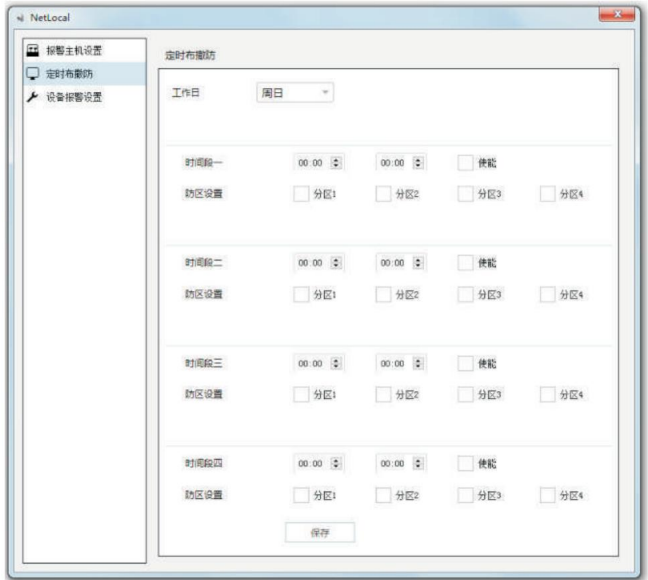 NetLocal
报警主机设置
定时布撤防
设备报警设置
定时布撤防
工作日 周日
时间段一 00:00 00:00 使能
防区设置 分区1 分区2 分区3 分区4
时间段二 00:00 00:00 使能
防区设置 分区1 分区2 分区3 分区4
时间段三 00:00 00:00 使能
防区设置 分区1 分区2 分区3 分区4
时间段四 00:00 00:00 使能
防区设置 分区1 分区2 分区3 分区4
保存